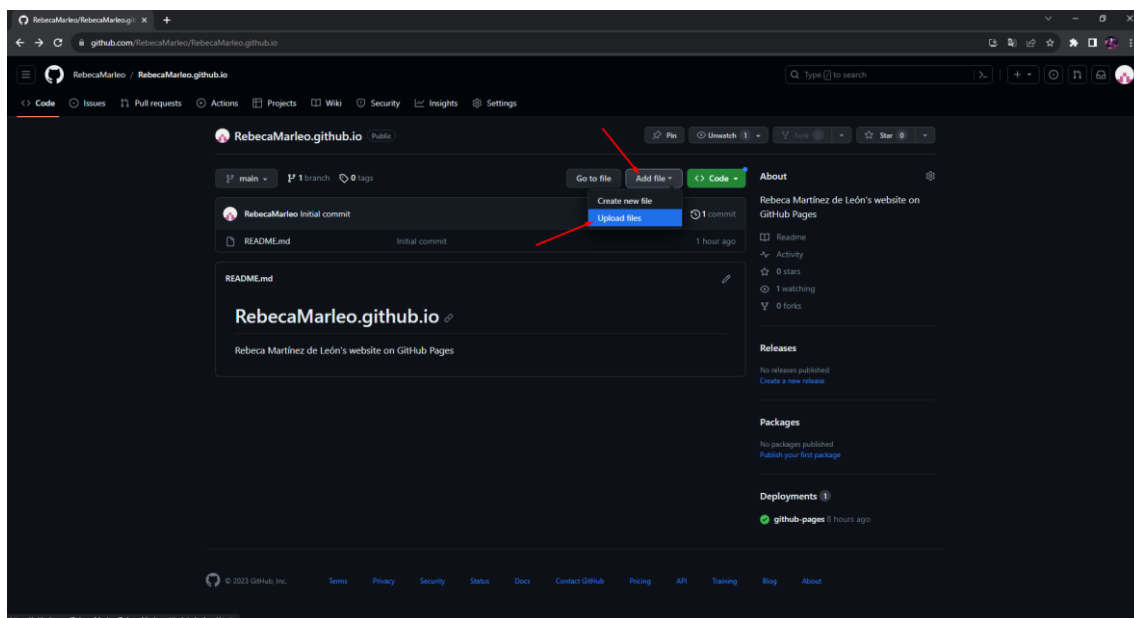 RebecaMarleo/RebecaMarleo.git
github.com/RebecaMarleo/RebecaMarleo.github.io
RebecaMarleo / RebecaMarleo.github.io
Type / to search
<> Code Issues Pull requests Actions Projects Wiki Security Insights Settings
RebecaMarleo.github.io Public
Pin Unwatch 1 Fork Star 0
main 1 branch 0 tags
Go to file Add file <> Code
Create new file
Upload files
RebecaMarleo Initial commit
1 commit
README.md Initial commit 1 hour ago
README.md
RebecaMarleo.github.io
Rebeca Martínez de León's website on GitHub Pages
About
Rebeca Martínez de León's website on
GitHub Pages
Readme
Activity
0 stars
1 watching
0 forks
Releases
No releases published
Create a new release
Packages
No packages published
Publish your first package
Deployments 1
github-pages 8 hours ago
© 2023 GitHub, Inc. Terms Privacy Security Status Docs Contact GitHub Pricing API Training Blog About